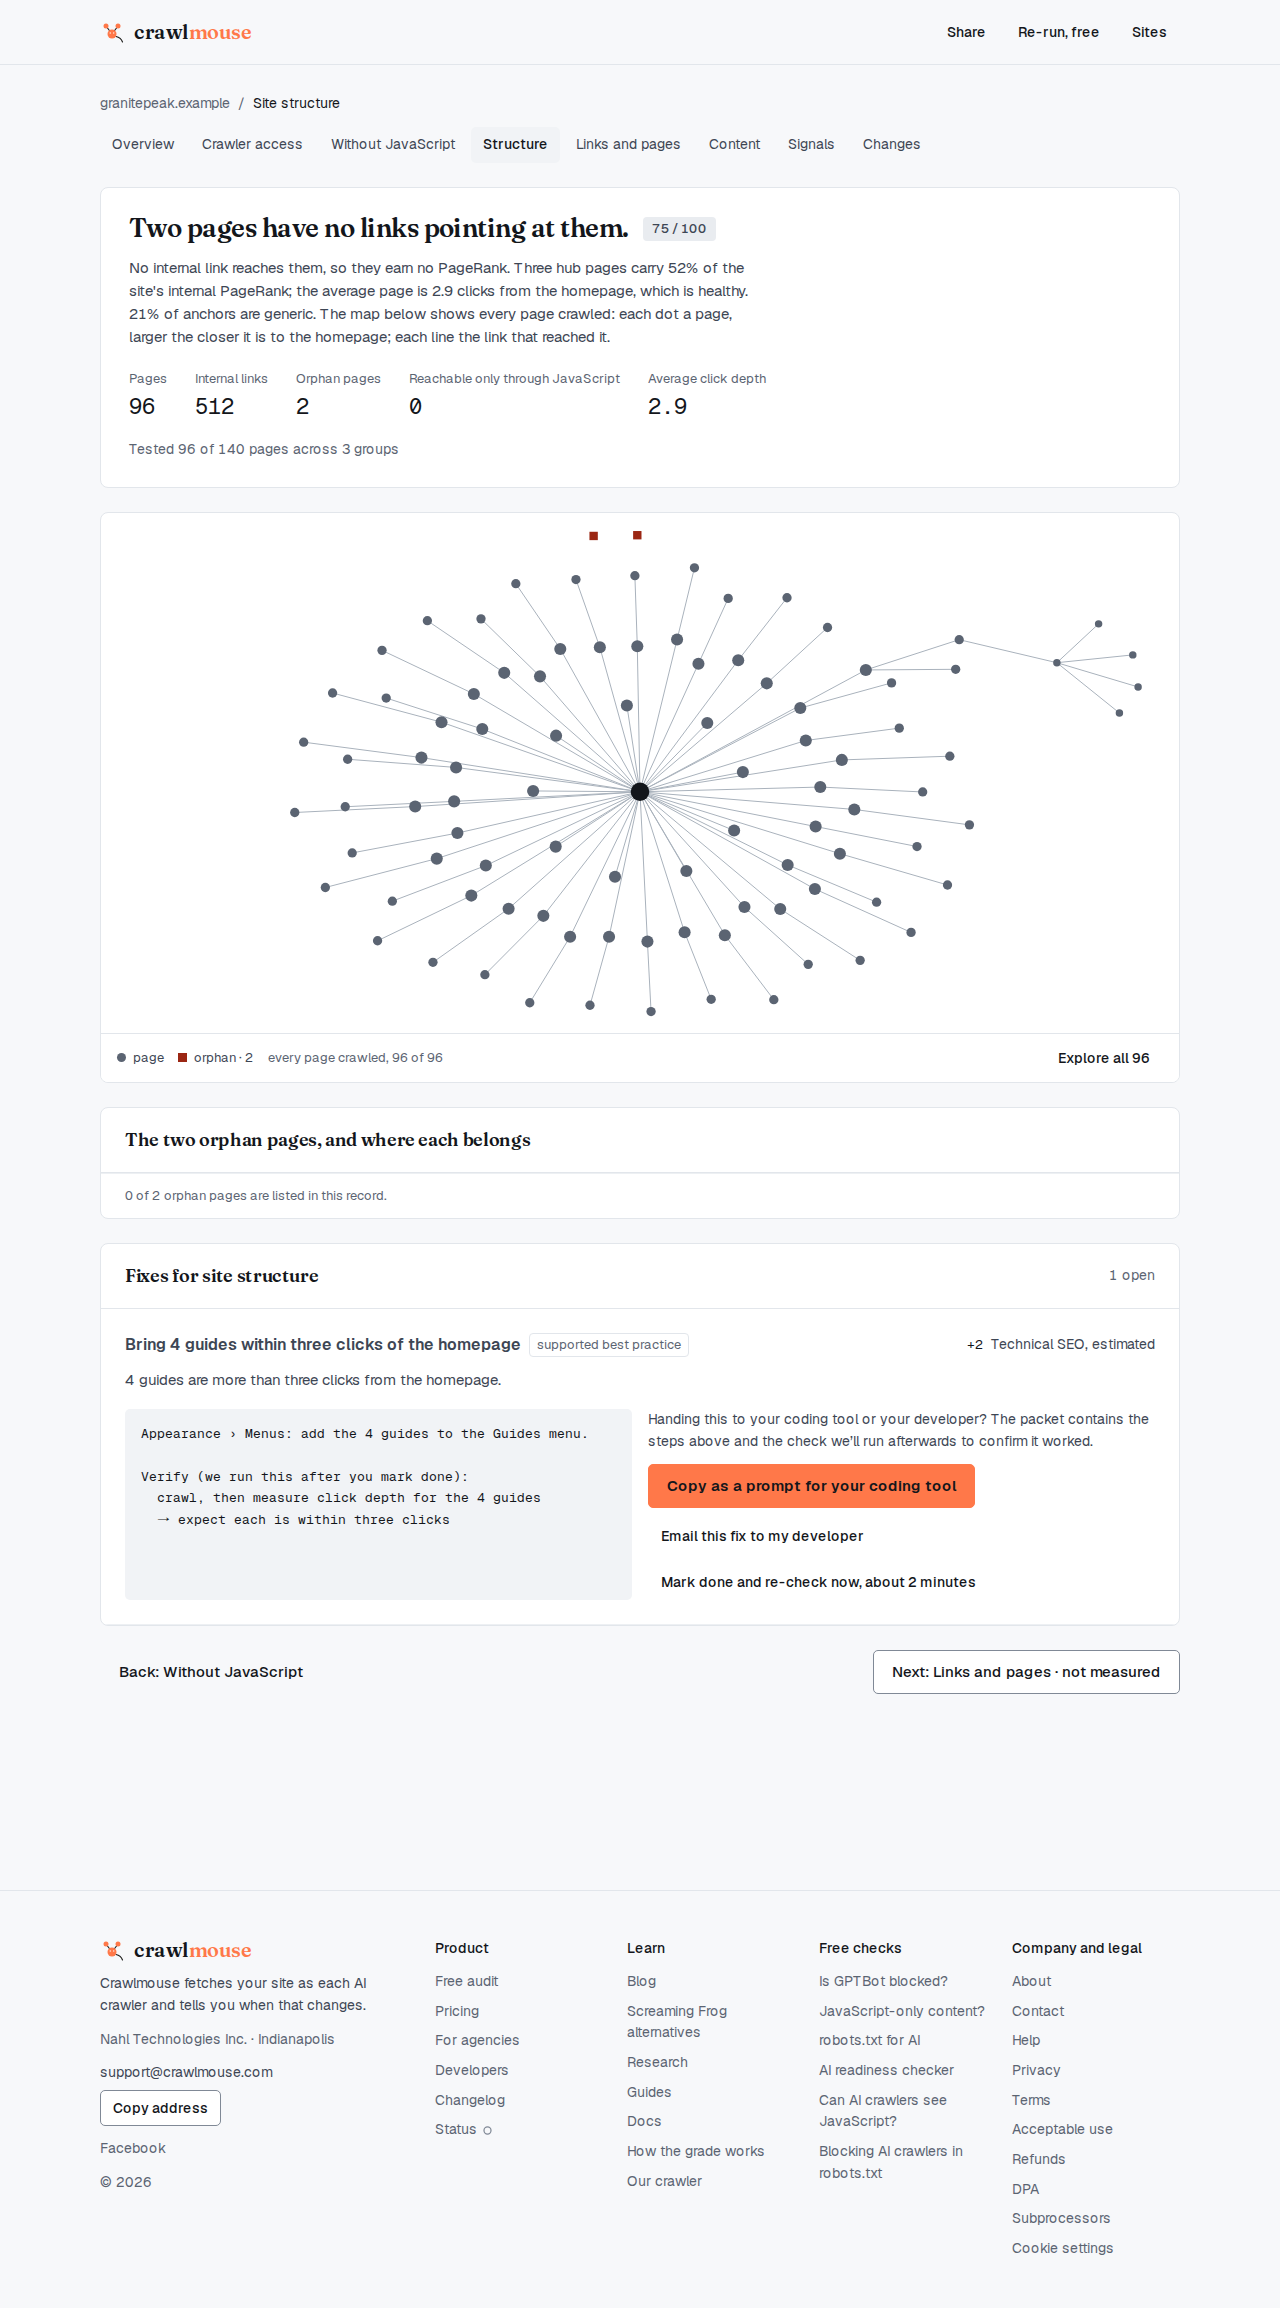 crawlmouse
Share
Re-run, free
Sites
granitepeak.example / Site structure
Overview
Crawler access
Without JavaScript
Structure
Links and pages
Content
Signals
Changes
Two pages have no links pointing at them.
75 / 100
No internal link reaches them, so they earn no PageRank. Three hub pages carry 52% of the
site's internal PageRank; the average page is 2.9 clicks from the homepage, which is healthy.
21% of anchors are generic. The map below shows every page crawled: each dot a page,
larger the closer it is to the homepage; each line the link that reached it.
Pages
96
Internal links
512
Orphan pages
2
Reachable only through JavaScript
0
Average click depth
2.9
Tested 96 of 140 pages across 3 groups
page
orphan · 2
every page crawled, 96 of 96
Explore all 96
The two orphan pages, and where each belongs
0 of 2 orphan pages are listed in this record.
Fixes for site structure
1 open
Bring 4 guides within three clicks of the homepage
supported best practice
+2 Technical SEO, estimated
4 guides are more than three clicks from the homepage.
Appearance › Menus: add the 4 guides to the Guides menu.
Verify (we run this after you mark done):
crawl, then measure click depth for the 4 guides
→ expect each is within three clicks
Handing this to your coding tool or your developer? The packet contains the
steps above and the check we’ll run afterwards to confirm it worked.
Copy as a prompt for your coding tool
Email this fix to my developer
Mark done and re-check now, about 2 minutes
Back: Without JavaScript
Next: Links and pages · not measured
crawlmouse
Crawlmouse fetches your site as each AI
crawler and tells you when that changes.
Nahl Technologies Inc. · Indianapolis
support@crawlmouse.com
Copy address
Facebook
© 2026
Product
Free audit
Pricing
For agencies
Developers
Changelog
Status
Learn
Blog
Screaming Frog
alternatives
Research
Guides
Docs
How the grade works
Our crawler
Free checks
Is GPTBot blocked?
JavaScript-only content?
robots.txt for AI
AI readiness checker
Can AI crawlers see
JavaScript?
Blocking AI crawlers in
robots.txt
Company and legal
About
Contact
Help
Privacy
Terms
Acceptable use
Refunds
DPA
Subprocessors
Cookie settings